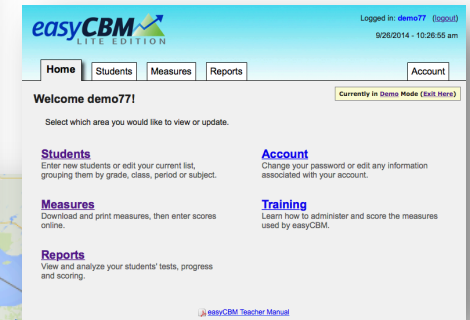 Logged in: demo77 (logout)
easyCBM
LITE EDITION
9/26/2014 - 10:26:55 am
Home Students Measures Reports Account
Currently in Demo Mode (Exit Here)
Welcome demo77!
Select which area you would like to view or update.
Students
Enter new students or edit your current list,
grouping them by grade, class, period or subject.
Account
Change your password or edit any information
associated with your account.
Measures
Download and print measures, then enter scores
online.
Training
Learn how to administer and score the measures
used by easyCBM.
Reports
View and analyze your students' tests, progress
and scoring.
easyCBM Teacher Manual